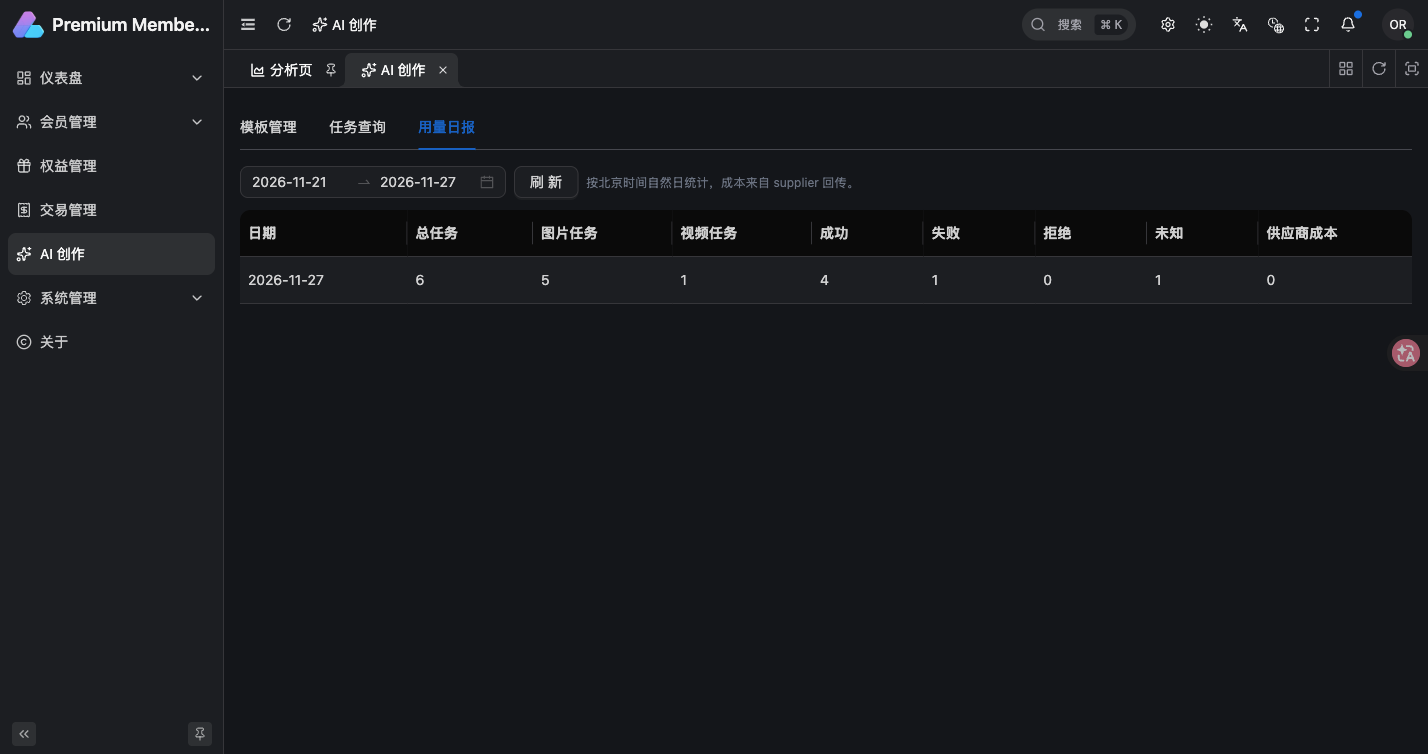 Premium Membe...
AI 创作
搜索 ⌘ K
OR
仪表盘
会员管理
权益管理
交易管理
AI 创作
系统管理
关于
分析页
AI 创作
模板管理 任务查询 用量日报
2026-11-21 → 2026-11-27 刷 新 按北京时间自然日统计，成本来自 supplier 回传。
日期 总任务 图片任务 视频任务 成功 失败 拒绝 未知 供应商成本
2026-11-27 6 5 1 4 1 0 1 0